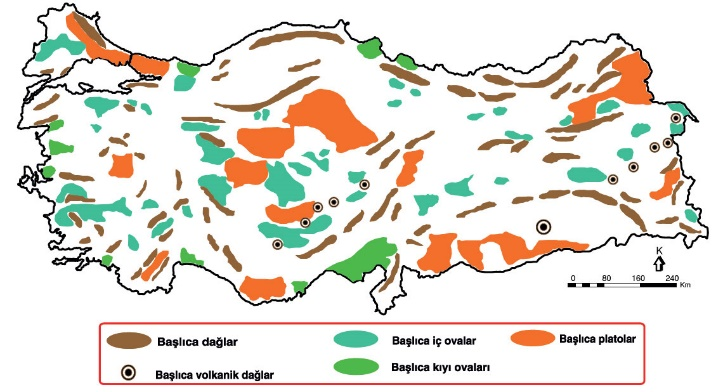 K
0 80 160 240
Km
Başlıca dağlar
Başlıca iç ovalar
Başlıca platolar
Başlıca volkanik dağlar
Başlıca kıyı ovaları